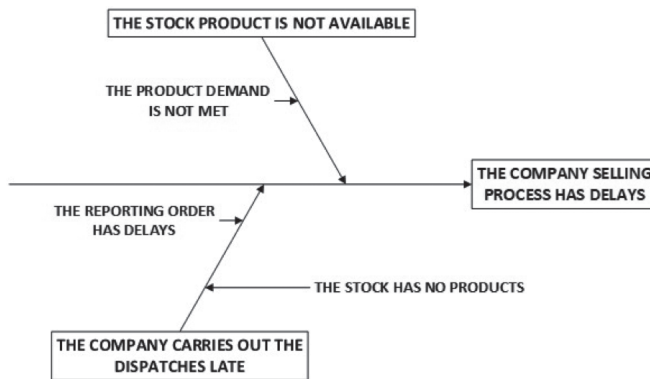 THE STOCK PRODUCT IS NOT AVAILABLE
THE PRODUCT DEMAND
IS NOT MET
THE COMPANY SELLING
PROCESS HAS DELAYS
THE REPORTING ORDER
HAS DELAYS
THE STOCK HAS NO PRODUCTS
THE COMPANY CARRIES OUT THE
DISPATCHES LATE